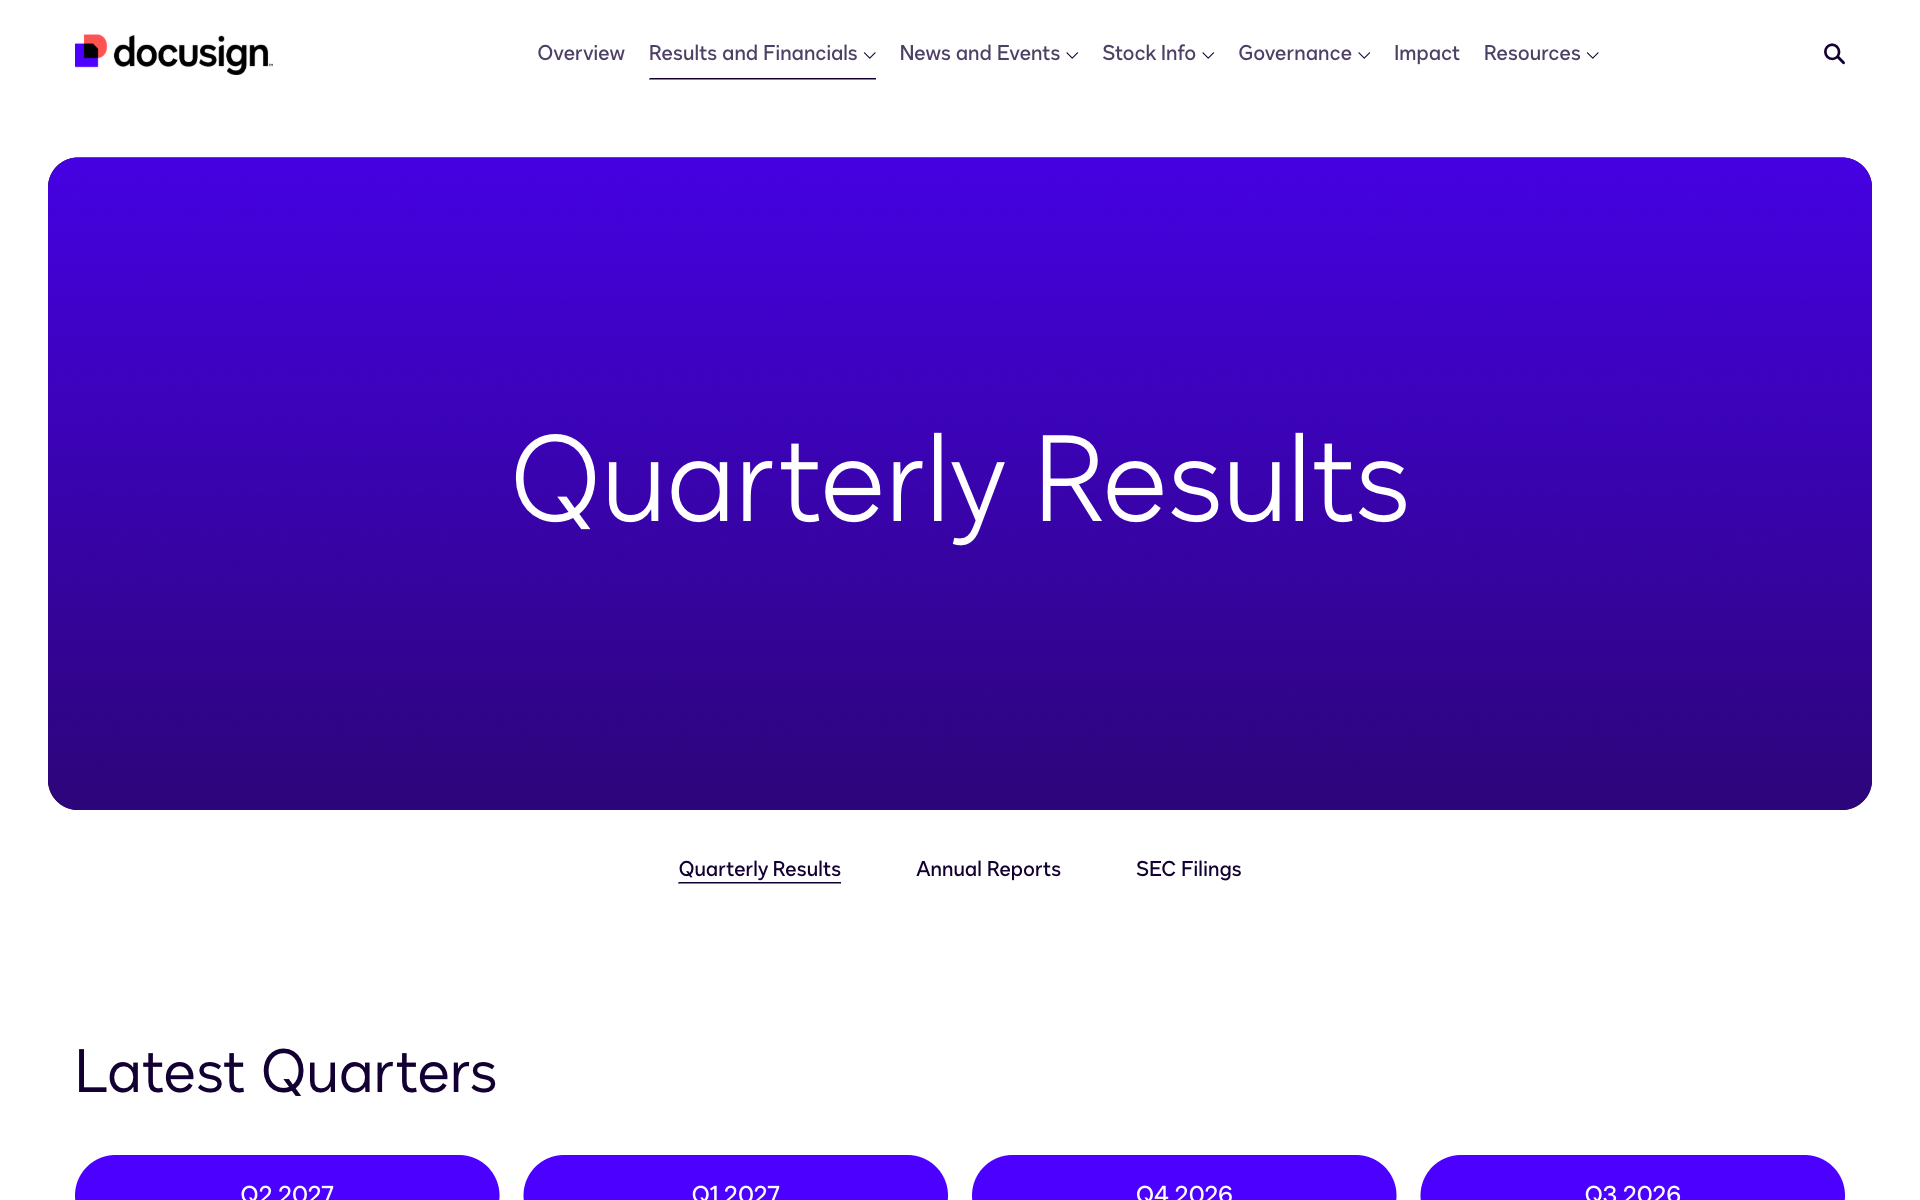 docusign
Overview
Results and Financials
News and Events
Stock Info
Governance
Impact
Resources
Quarterly Results
Quarterly Results
Annual Reports
SEC Filings
Latest Quarters
Q2 2027
Q1 2027
Q4 2026
Q3 2026